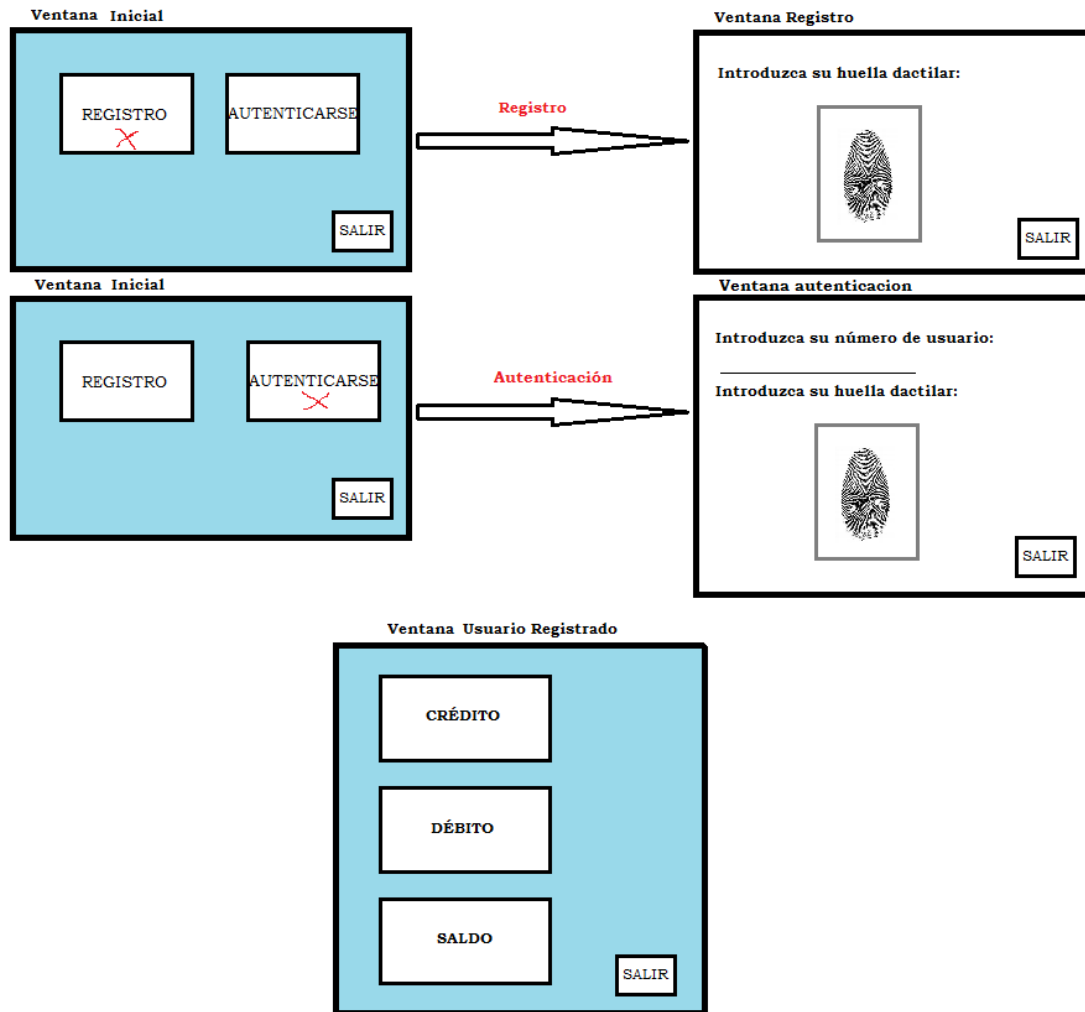 Ventana Inicial
REGISTRO
AUTENTICARSE
SALIR
Registro
Ventana Registro
Introduzca su huella dactilar:
SALIR
Ventana Inicial
REGISTRO
AUTENTICARSE
SALIR
Autenticación
Ventana autenticacion
Introduzca su número de usuario:
Introduzca su huella dactilar:
SALIR
Ventana Usuario Registrado
CRÉDITO
DÉBITO
SALDO
SALIR